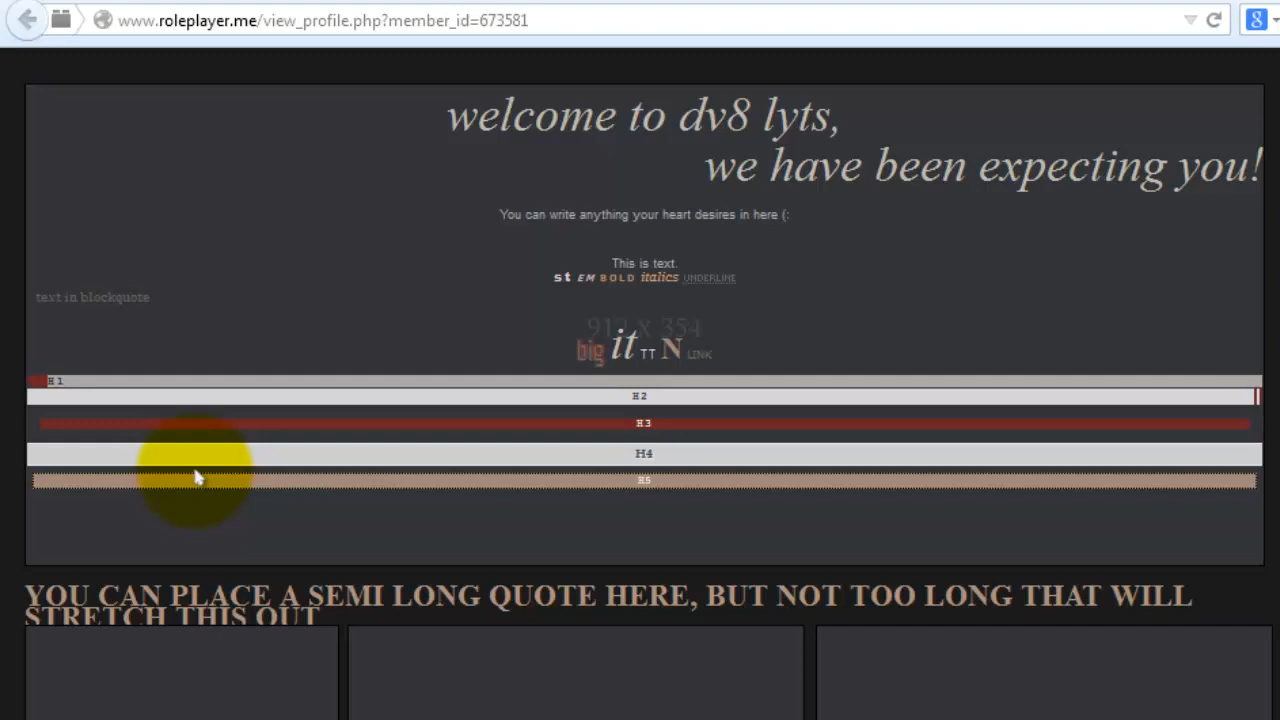 www.roleplayer.me/view_profile.php?member_id=673581
8
welcome to dv8 lyts,
we have been expecting you!
You can write anything your heart desires in here (:
This is text.
st EM BOLD italics UNDERLINE
text in blockquote
912 x 354
big it TT N LINK
H1
H2
H3
H4
H5
YOU CAN PLACE A SEMI LONG QUOTE HERE, BUT NOT TOO LONG THAT WILL
STRETCH THIS OUT